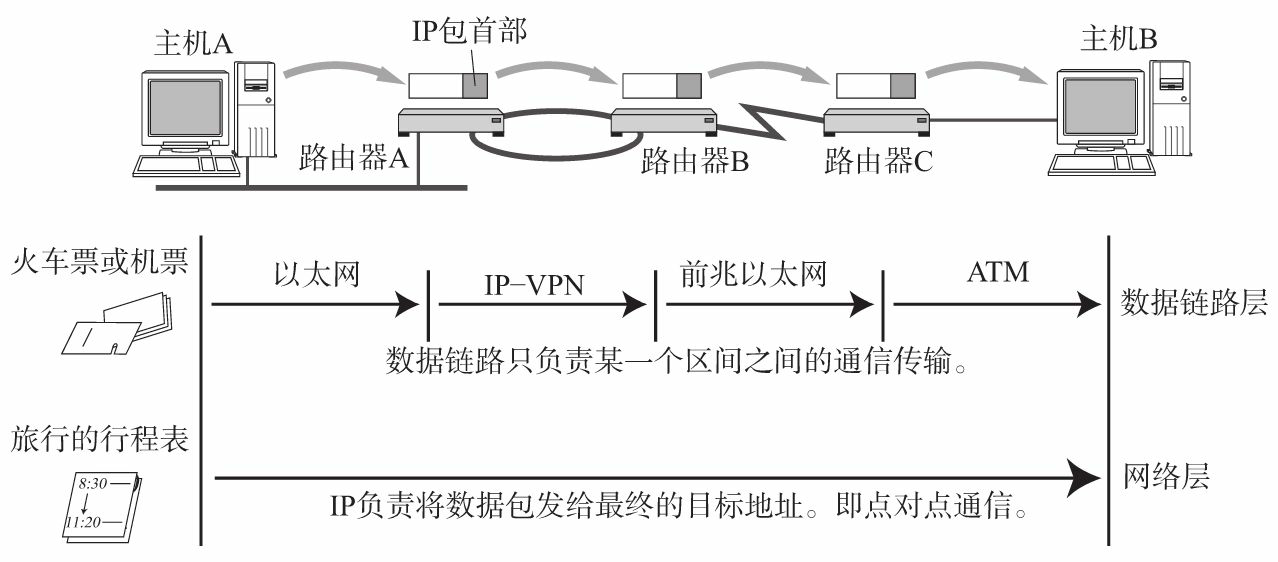 主机A
IP包首部
主机B
路由器A
路由器B
路由器C
火车票或机票
以太网
IP-VPN
前兆以太网
ATM
数据链路层
数据链路只负责某一个区间之间的通信传输。
旅行的行程表
8:30
11:20
网络层
IP负责将数据包发给最终的目标地址。即点对点通信。